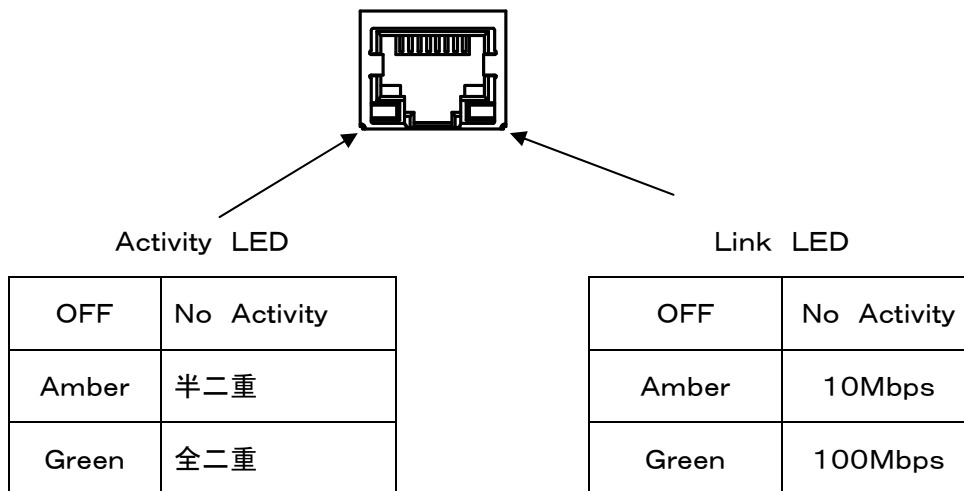 Activity LED
OFF No Activity
Amber 半二重
Green 全二重
Link LED
OFF No Activity
Amber 10Mbps
Green 100Mbps